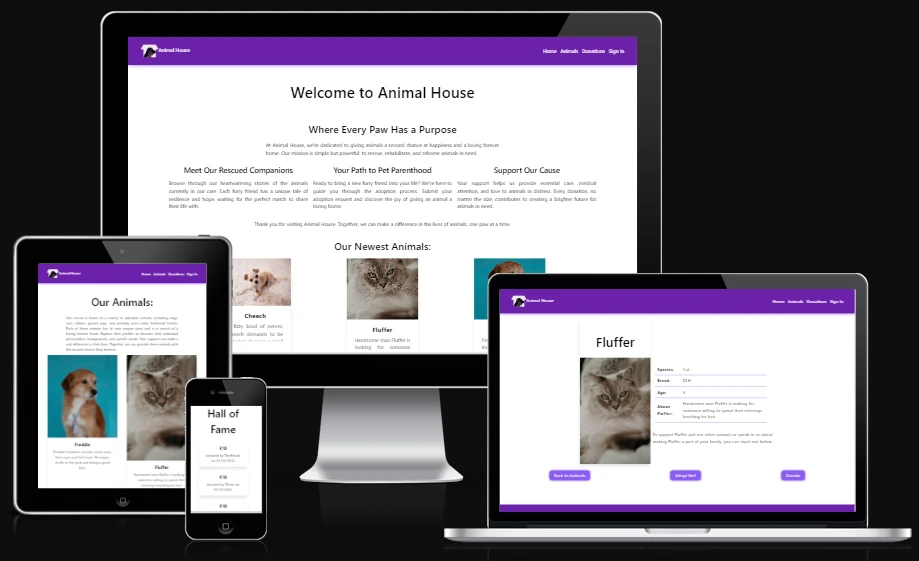 Animal House
Home Animals Donations Sign In
Welcome to Animal House
Where Every Paw Has a Purpose
At Animal House, we're dedicated to giving animals a second chance at happiness and a loving forever
home. Our mission is simple but powerful: to rescue, rehabilitate, and rehome animals in need.
Meet Our Rescued Companions
Browse through our heartwarming stories of the animals
currently in our care. Each furry friend has a unique tale of
resilience and hope, waiting for the perfect match to share
their life with.
Your Path to Pet Parenthood
Ready to bring a new furry friend into your life? We're here to
guide you through the adoption process. Submit your
adoption request and discover the joy of giving an animal a
loving home.
Support Our Cause
Your support helps us provide essential care, medical
attention, and love to animals in distress. Every donation, no
matter the size, contributes to creating a brighter future for
animals in need.
Thank you for visiting Animal House. Together, we can make a difference in the lives of animals, one paw at a time.
Our Newest Animals:
Cheech
fizzy bowl of nerves,
eech demands to be
Fluffer
Handsome man Fluffer is
looking for someone
Animal House
Home Animals Donations Sign In
Our Animals:
Freddie
Fluffer
Hall of
Fame
€10
€10
€10
Animal House
Home Animals Donations Sign In
Fluffer
Species: Cat
Breed: DLH
Age:
About
Fluffer:
Handsome man Fluffer is looking for
someone willing to spend their evenings
brushing his hair
To support Fluffer and our other animals or speak to us about
making Fluffer a part of your family, you can reach out below
Back to Animals
Adopt Me!
Donate